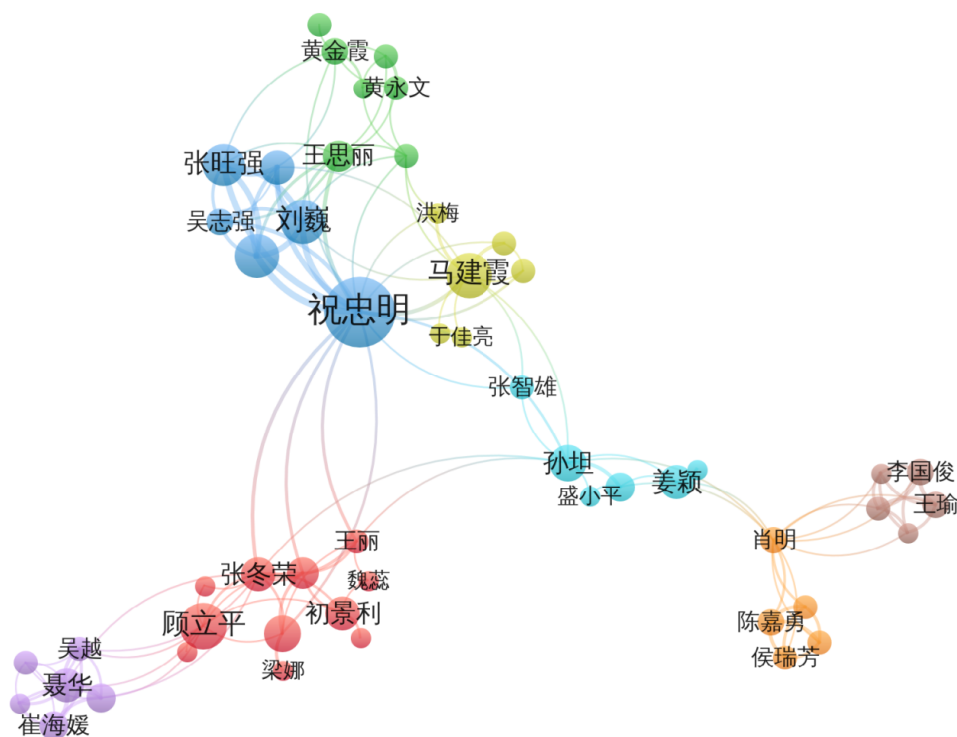 黄金霞
黄永文
王思丽
张旺强
吴志强
刘巍
洪梅
马建霞
祝忠明
于佳亮
张智雄
孙坦
盛小平
姜颖
李国俊
王瑜
肖明
陈嘉勇
侯瑞芳
王丽
张冬荣
魏蕊
初景利
顾立平
梁娜
吴越
聂华
崔海媛